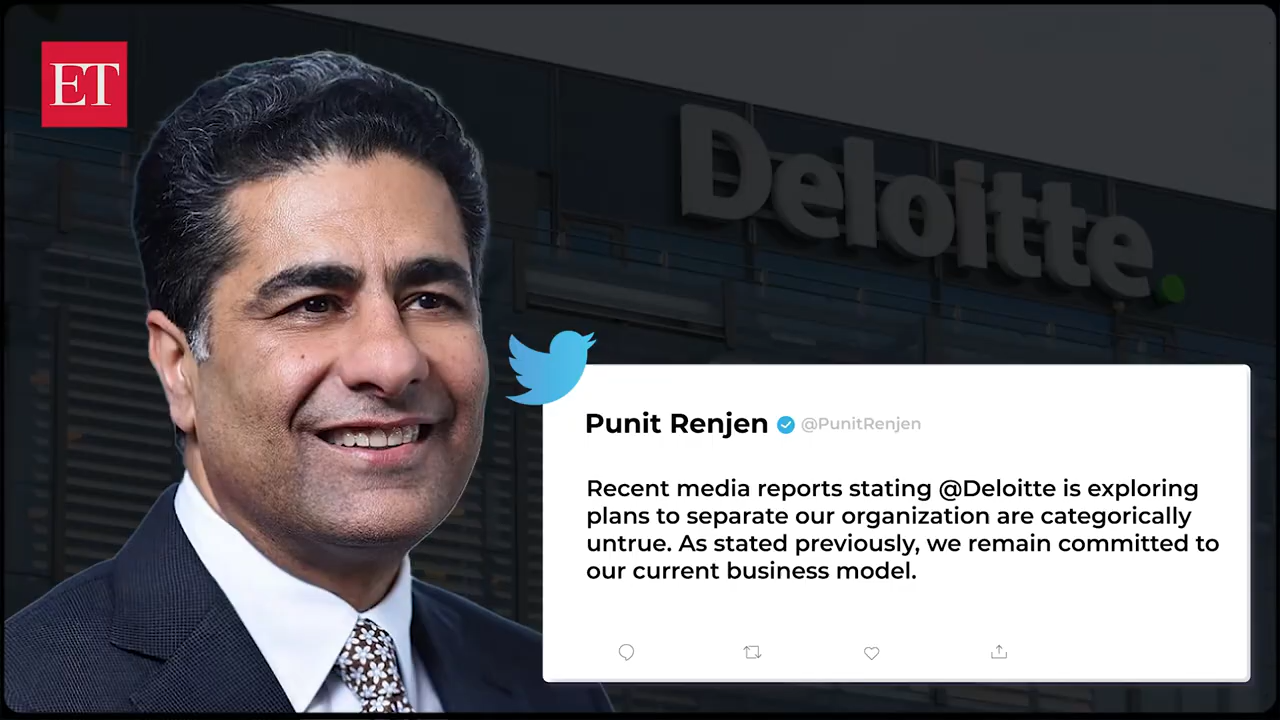 ET
Deloitte.
Punit Renjen @PunitRenjen
Recent media reports stating @Deloitte is exploring
plans to separate our organization are categorically
untrue. As stated previously, we remain committed to
our current business model.